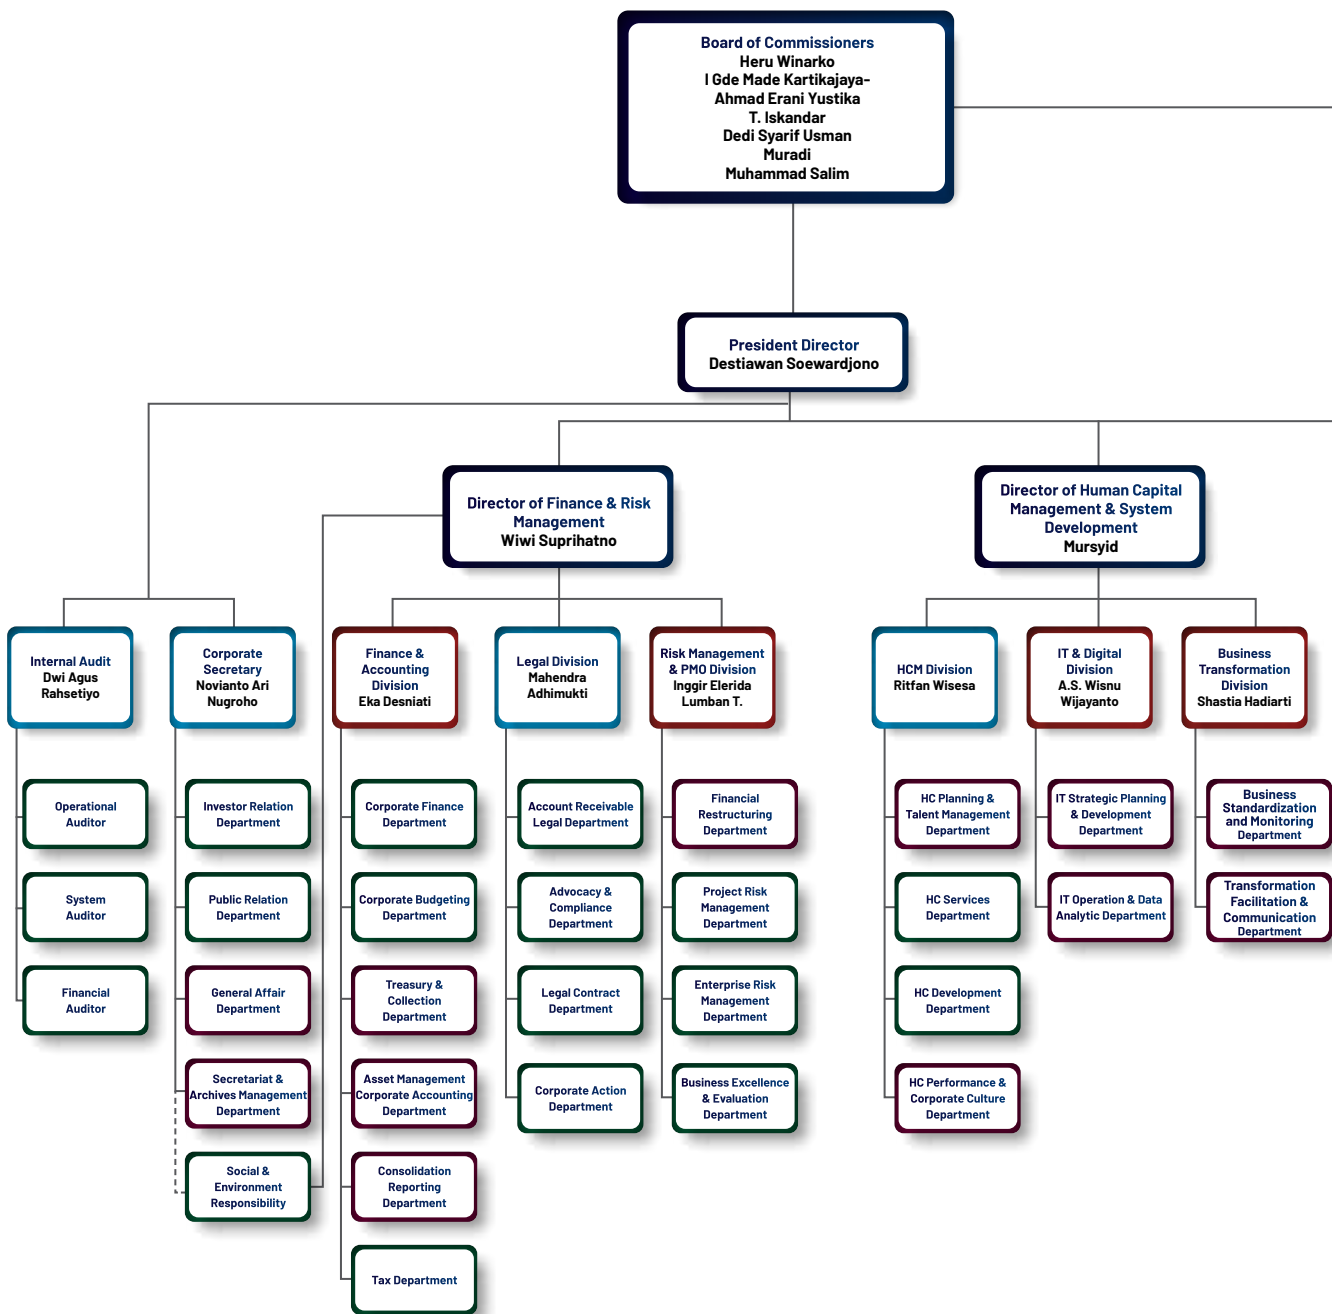 Board of Commissioners
Heru Winarko
I Gde Made Kartikajaya-
Ahmad Erani Yustika
T. Iskandar
Dedi Syarif Usman
Muradi
Muhammad Salim
President Director
Destiawan Soewardjono
Director of Finance & Risk
Management
Wiwi Suprihatno
Director of Human Capital
Management & System
Development
Mursyid
Internal Audit
Dwi Agus
Rahsetiyo
Corporate
Secretary
Novianto Ari
Nugroho
Finance &
Accounting
Division
Eka Desniati
Legal Division
Mahendra
Adhimukti
Risk Management
& PMO Division
Inggir Elerida
Lumban T.
HCM Division
Ritfan Wisesa
IT & Digital
Division
A.S. Wisnu
Wijayanto
Business
Transformation
Division
Shastia Hadiarti
Operational
Auditor
System
Auditor
Financial
Auditor
Investor Relation
Department
Public Relation
Department
General Affair
Department
Secretariat &
Archives Management
Department
Social &
Environment
Responsibility
Corporate Finance
Department
Corporate Budgeting
Department
Treasury &
Collection
Department
Asset Management
Corporate Accounting
Department
Consolidation
Reporting
Department
Tax Department
Account Receivable
Legal Department
Advocacy &
Compliance
Department
Legal Contract
Department
Corporate Action
Department
Financial
Restructuring
Department
Project Risk
Management
Department
Enterprise Risk
Management
Department
Business Excellence
& Evaluation
Department
HC Planning &
Talent Management
Department
HC Services
Department
HC Development
Department
HC Performance &
Corporate Culture
Department
IT Strategic Planning
& Development
Department
IT Operation & Data
Analytic Department
Business
Standardization
and Monitoring
Department
Transformation
Facilitation &
Communication
Department